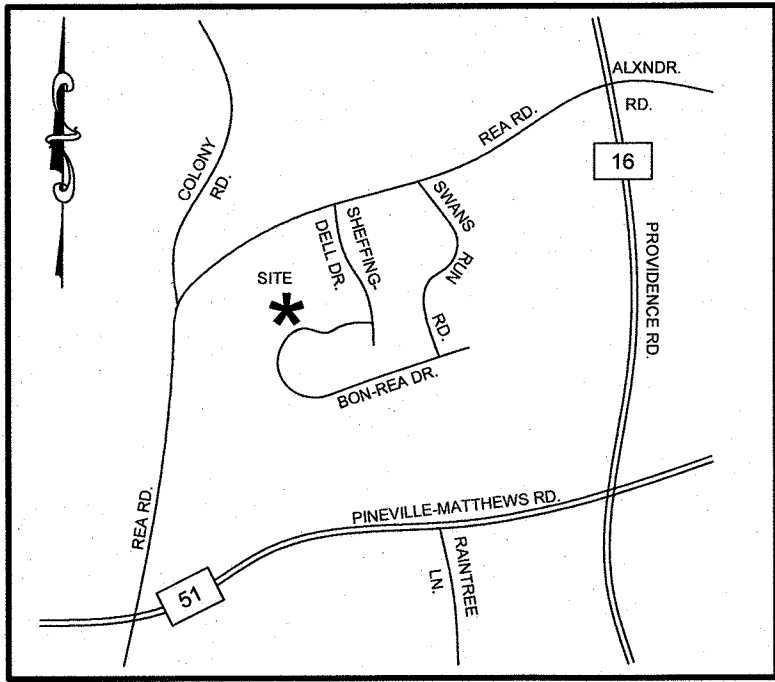 ALXNDR.
RD.
REA RD.
COLONY
RD.
16
SWANS
RUN
RD.
SHEFFING-
DELL DR.
PROVIDENCE RD.
SITE
BON-REA DR.
REA RD.
PINEVILLE-MATTHEWS RD.
51
RAINTREE
LN.